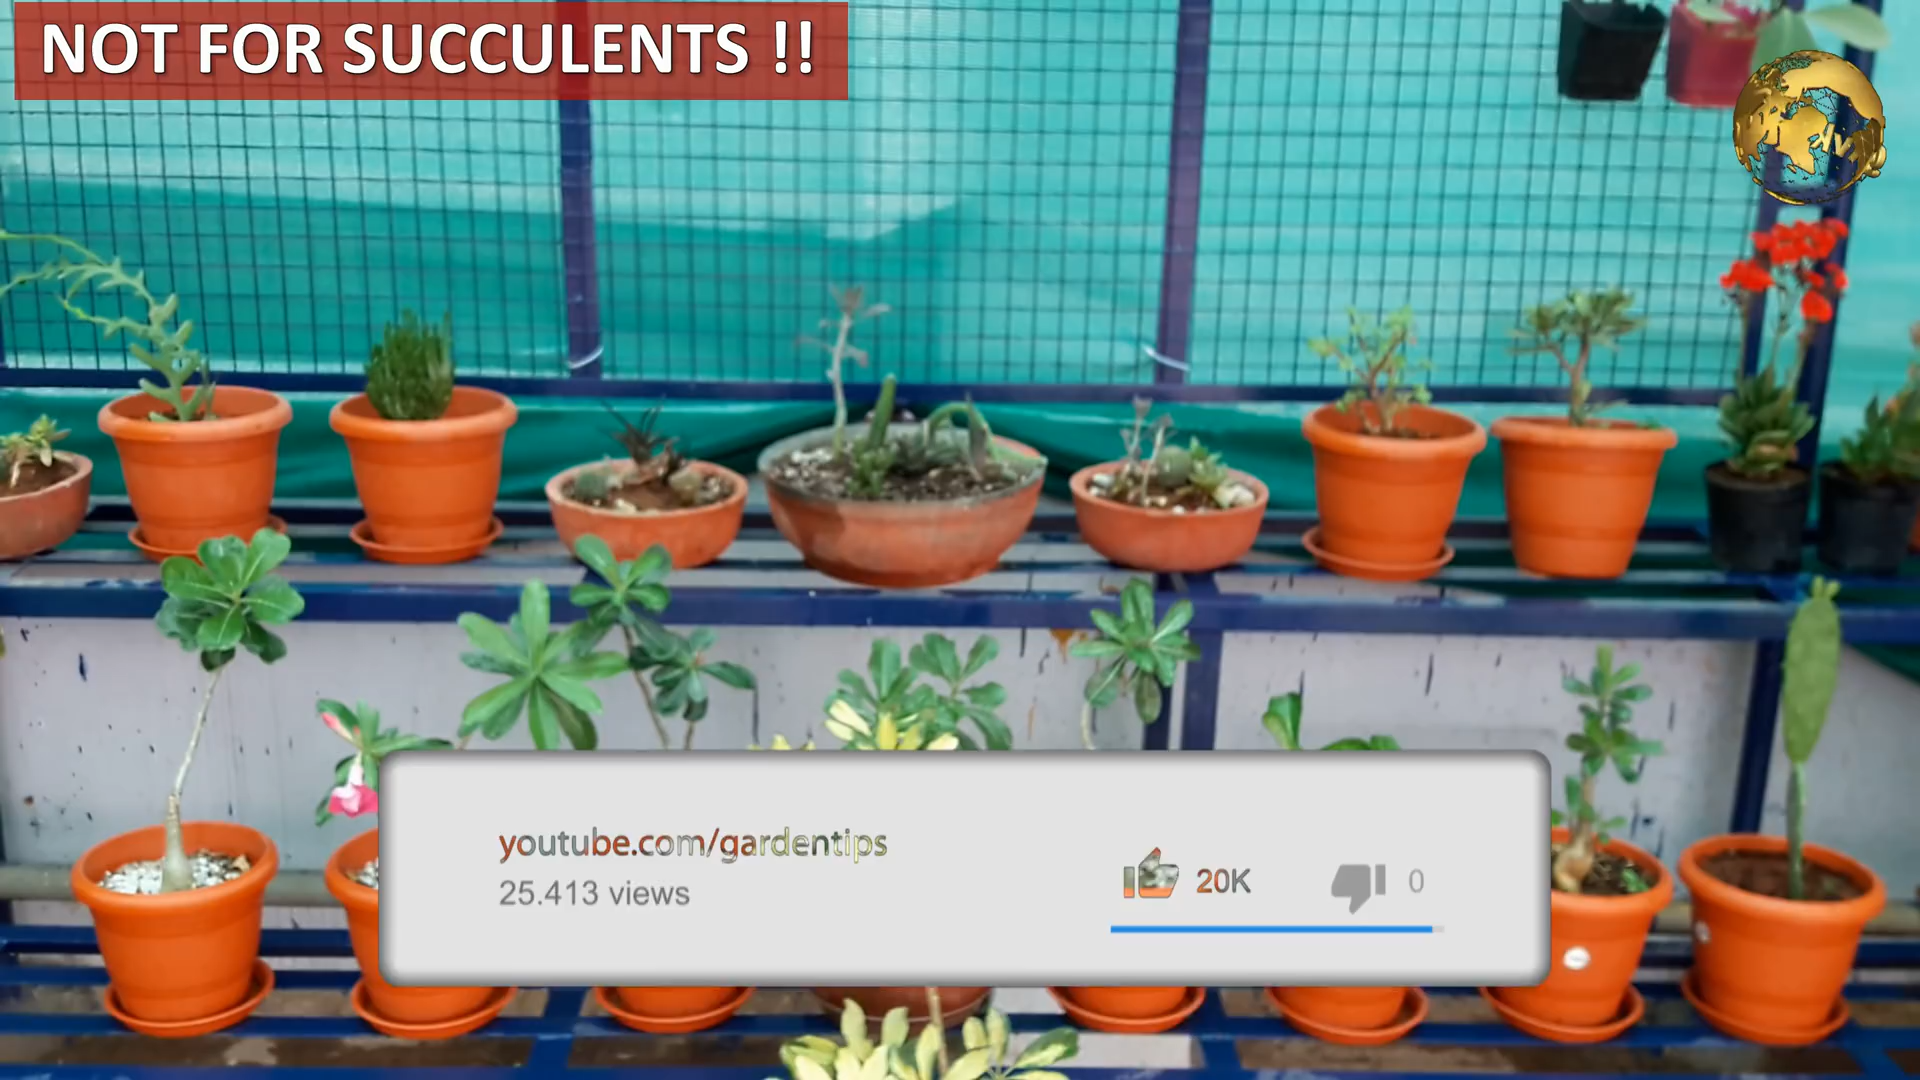 NOT FOR SUCCULENTS !!
youtube.com/gardentips
25.413 views
20K
0